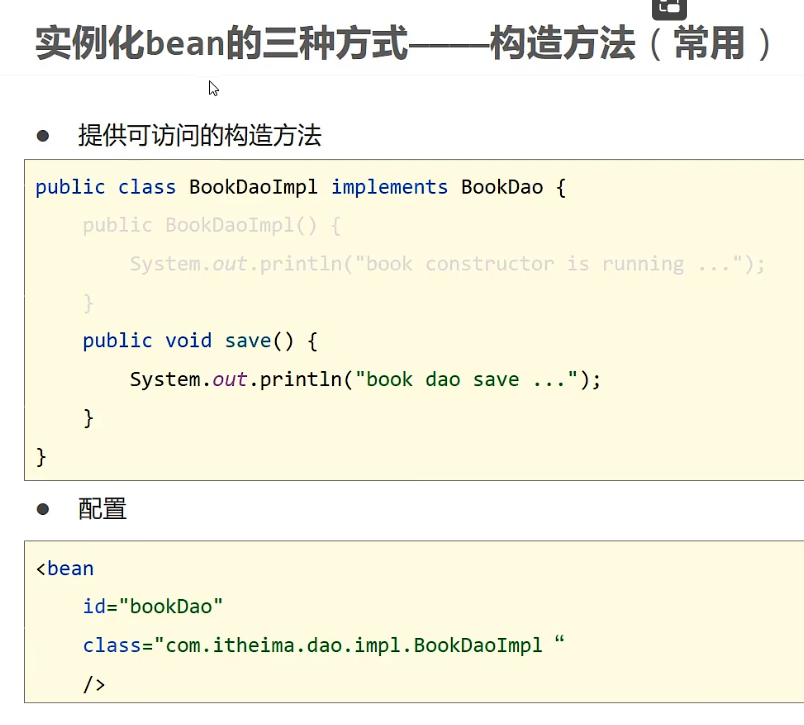 实例化bean的三种方式————构造方法（常用）
● 提供可访问的构造方法
public class BookDaoImpl implements BookDao {
    public BookDaoImpl() {
        System.out.println("book constructor is running ...");
    }
    public void save() {
        System.out.println("book dao save ...");
    }
}
● 配置
<bean
    id="bookDao"
    class="com.itheima.dao.impl.BookDaoImpl “
    />